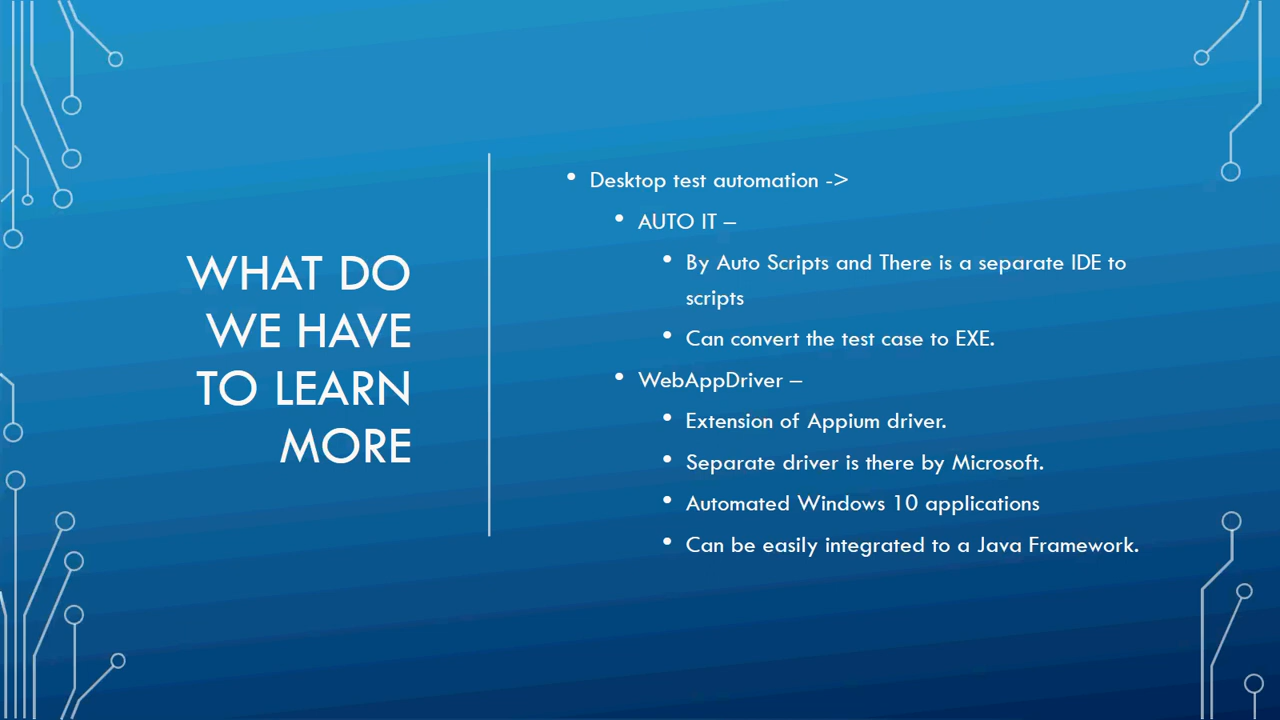 WHAT DO
WE HAVE
TO LEARN
MORE
• Desktop test automation ->
• AUTO IT –
• By Auto Scripts and There is a separate IDE to
scripts
• Can convert the test case to EXE.
• WebAppDriver –
• Extension of Appium driver.
• Separate driver is there by Microsoft.
• Automated Windows 10 applications
• Can be easily integrated to a Java Framework.